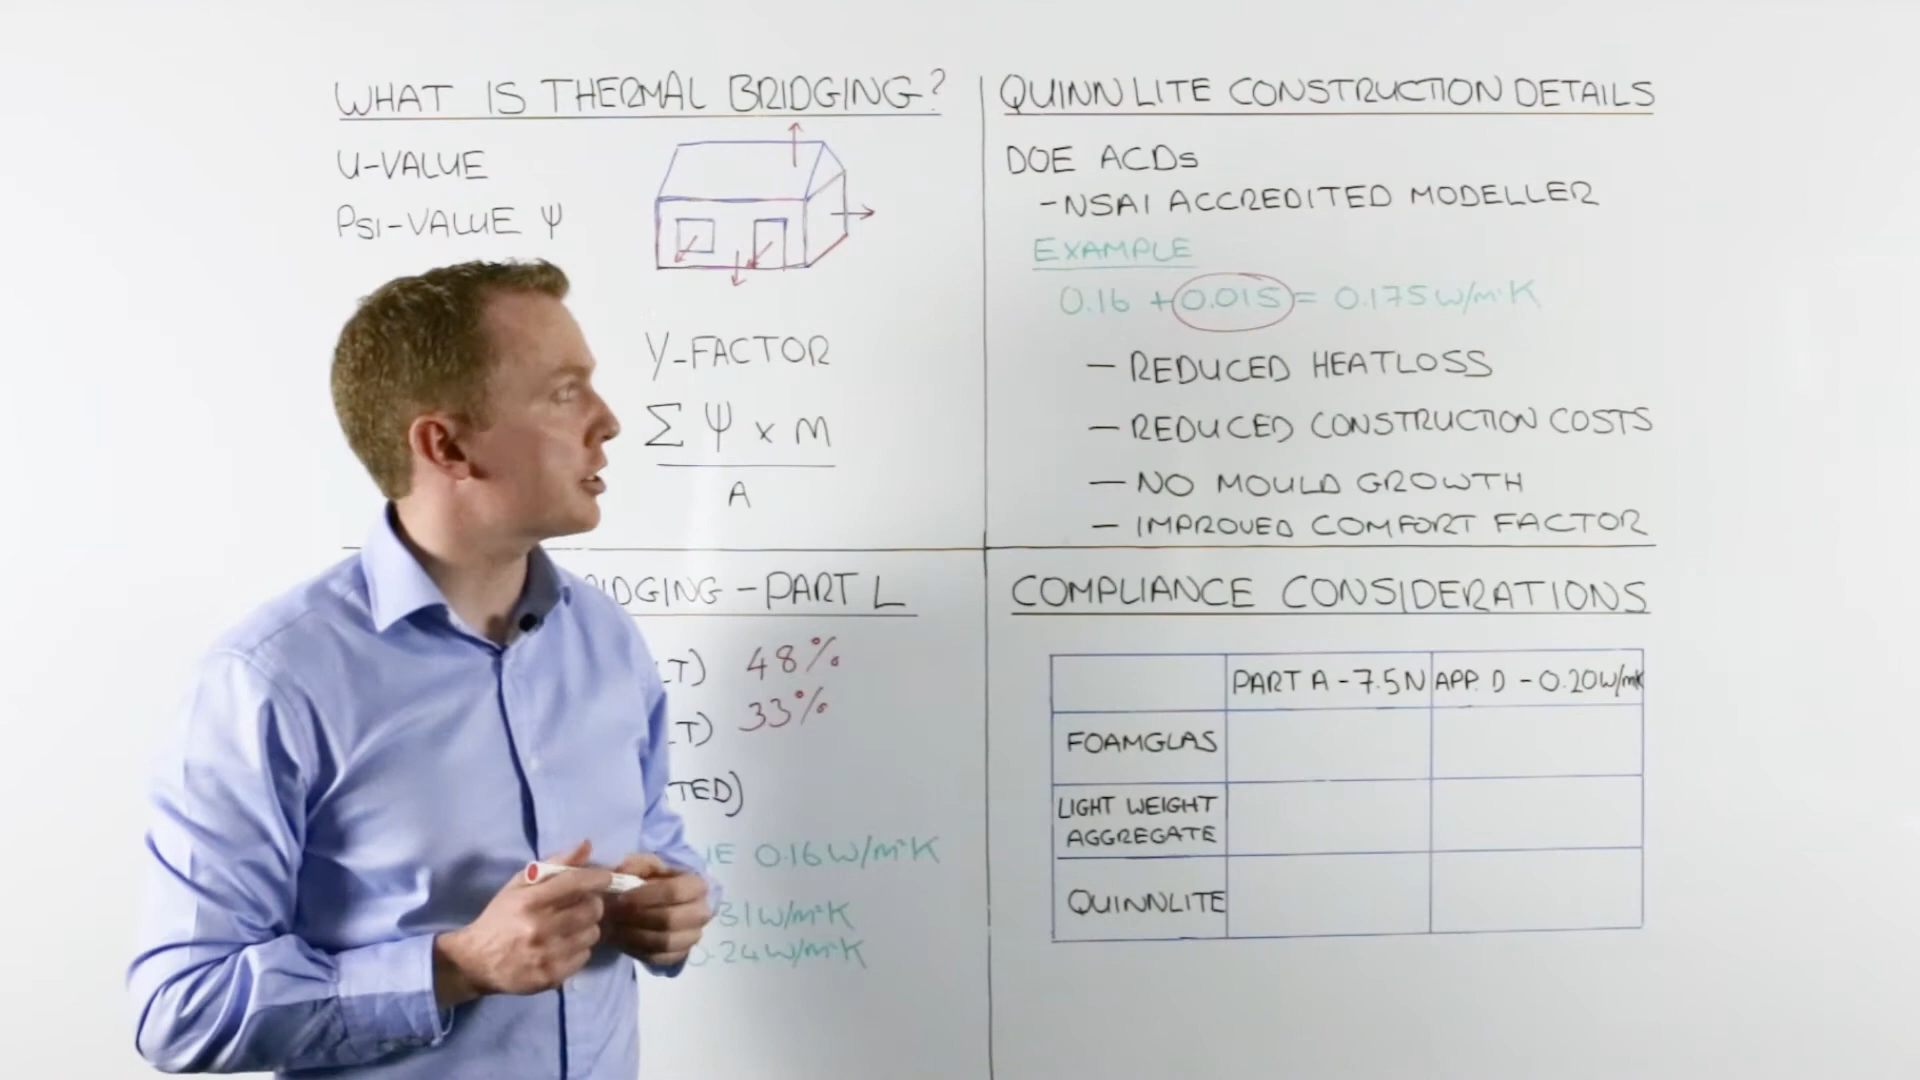 WHAT IS THERMAL BRIDGING?
U-VALUE
PSI-VALUE Ψ
Y-FACTOR
Σ Ψ x M
A
QUINNLITE CONSTRUCTION DETAILS
DOE ACDs
-NSAI ACCREDITED MODELLER
EXAMPLE
0.16 + 0.015 = 0.175 W/m²K
- REDUCED HEATLOSS
- REDUCED CONSTRUCTION COSTS
- NO MOULD GROWTH
- IMPROVED COMFORT FACTOR
IDGING - PART L
LT) 48%
LT) 33%
TED)
UE 0.16 W/m²K
31 W/m²K
0.24 W/m²K
COMPLIANCE CONSIDERATIONS
PART A - 7.5N APP. D - 0.20 W/mK
FOAMGLAS
LIGHT WEIGHT
AGGREGATE
QUINNLITE